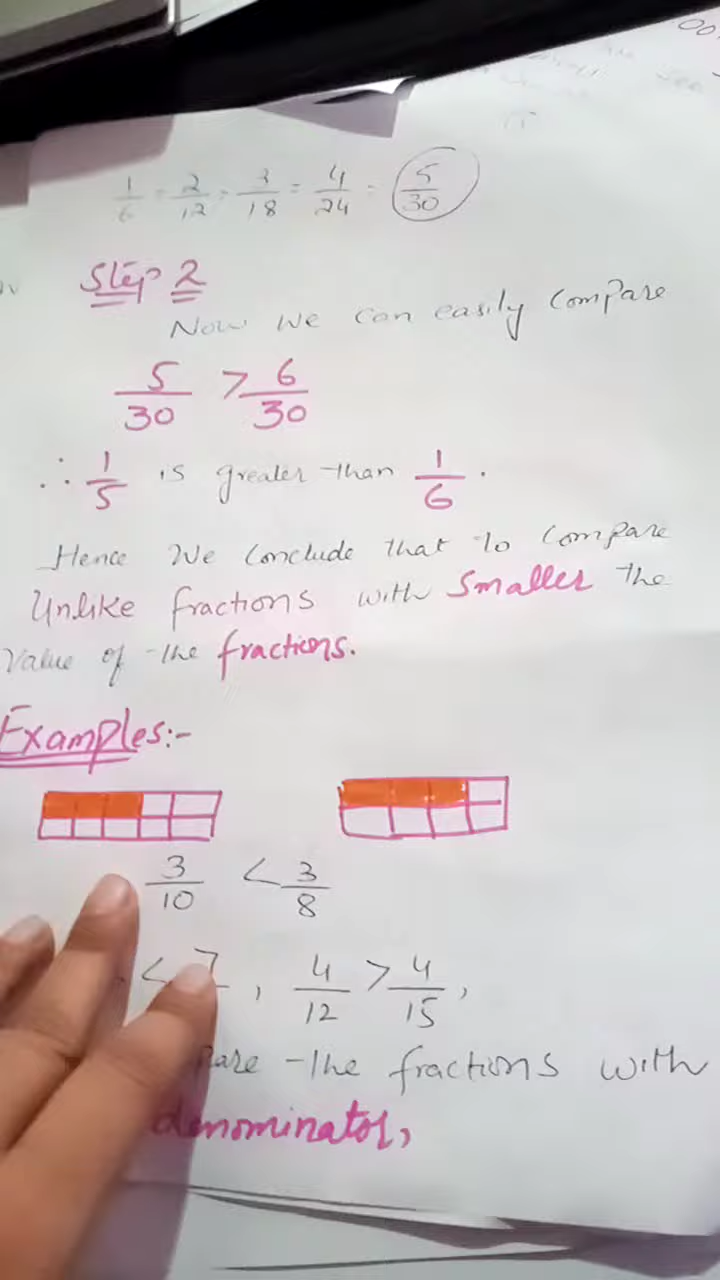 1/6 = 2/12 = 3/18 = 4/24 = 5/30
Step 2
Now We can easily Compare
5/30 > 6/30
∴ 1/5 is greater than 1/6.
Hence We Conclude that to Compare
Unlike fractions with Smaller the
Value of the fractions.
Examples:-
3/10 < 3/8
< 7, 4/12 > 4/15,
the fractions with
denominator,